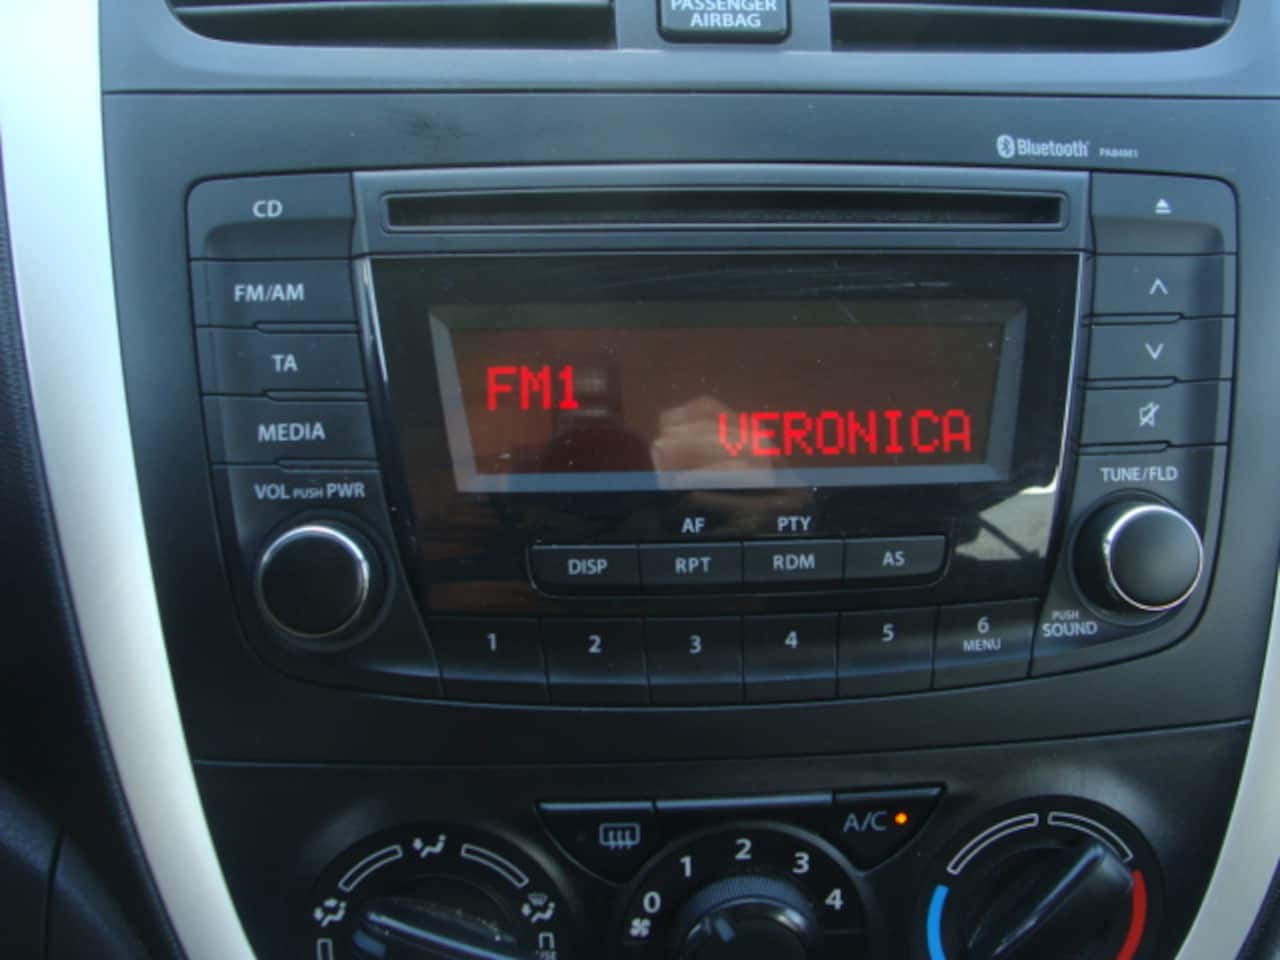 PASSENGER
AIRBAG
Bluetooth
CD
FM/AM
TA
MEDIA
VOL PUSH PWR
FM1
VERONICA
TUNE/FLD
AF PTY
DISP RPT RDM AS
PUSH
SOUND
1 2 3 4 5 6
MENU
A/C
0 1 2 3 4